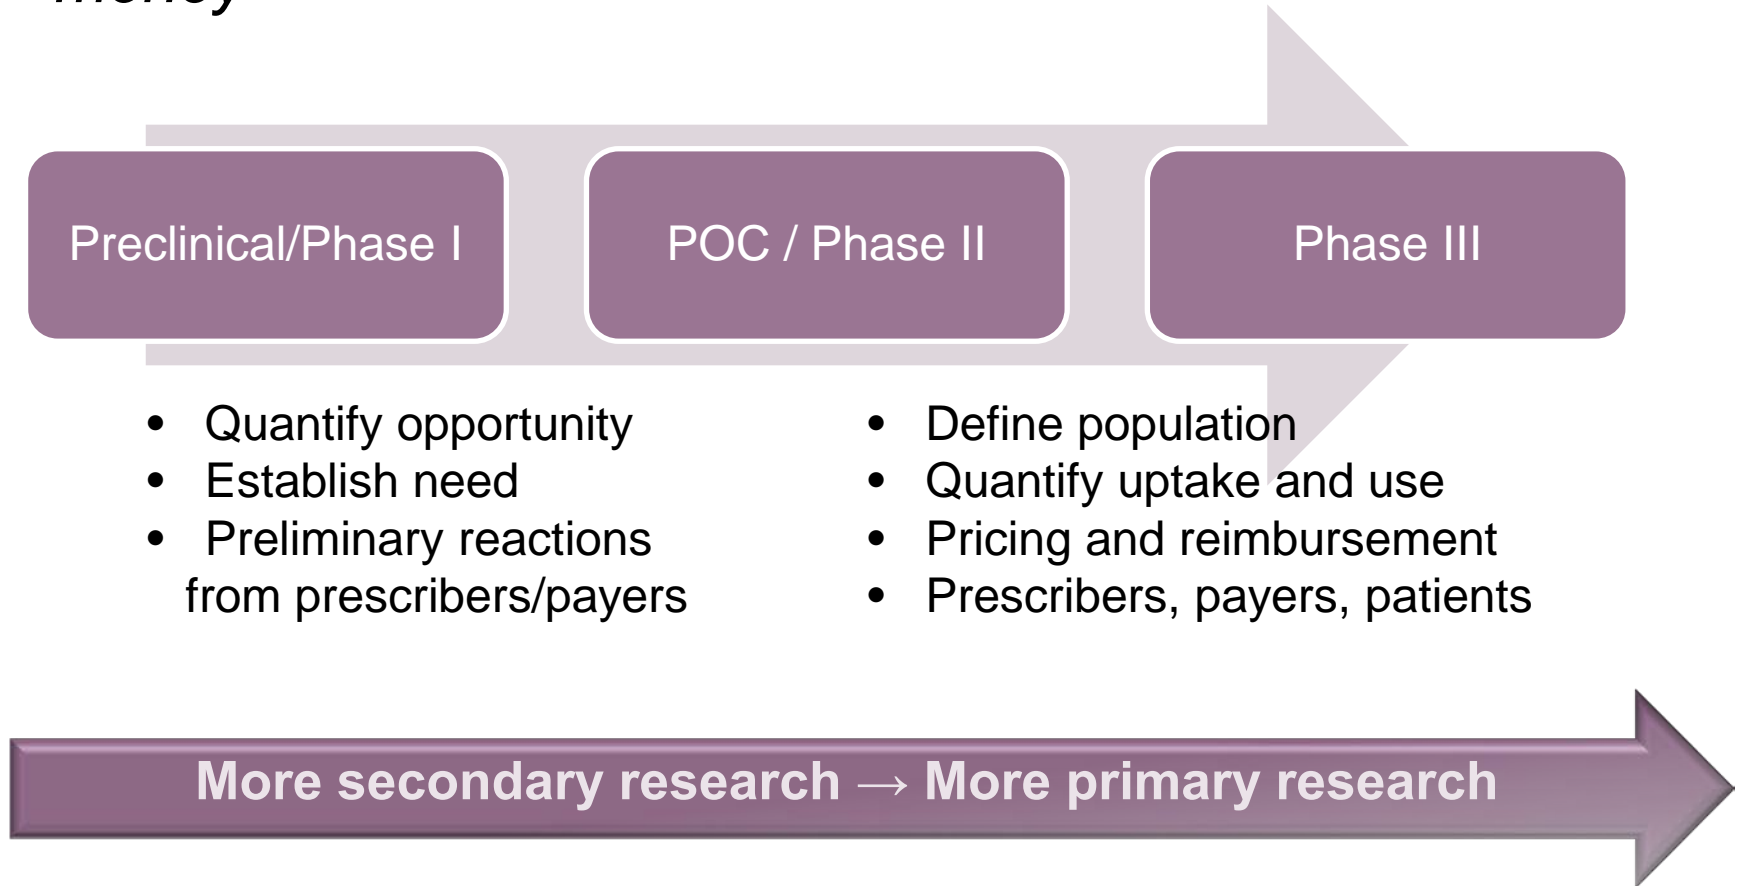 money
Preclinical/Phase I
POC / Phase II
Phase III
• Quantify opportunity
• Establish need
• Preliminary reactions
from prescribers/payers
• Define population
• Quantify uptake and use
• Pricing and reimbursement
• Prescribers, payers, patients
More secondary research → More primary research